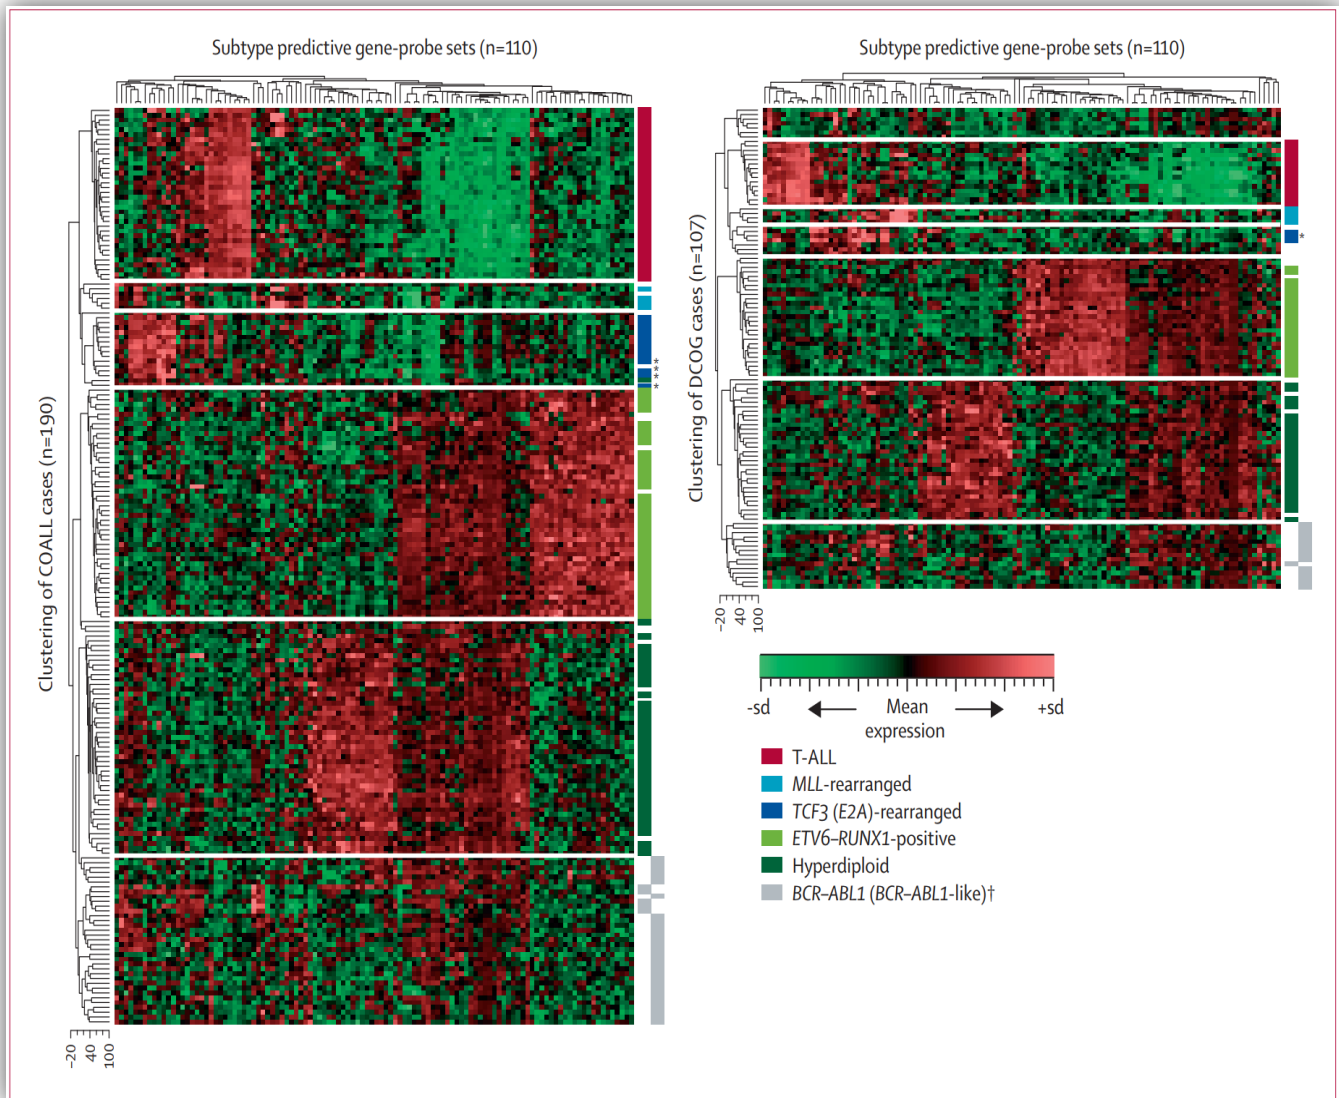 Subtype predictive gene-probe sets (n=110)
Clustering of COALL cases (n=190)
*
*
*
*
-20 40 100
Subtype predictive gene-probe sets (n=110)
Clustering of DCOG cases (n=107)
*
-20 40 100
-sd Mean expression +sd
T-ALL
MLL-rearranged
TCF3 (E2A)-rearranged
ETV6–RUNX1-positive
Hyperdiploid
BCR–ABL1 (BCR–ABL1-like)†